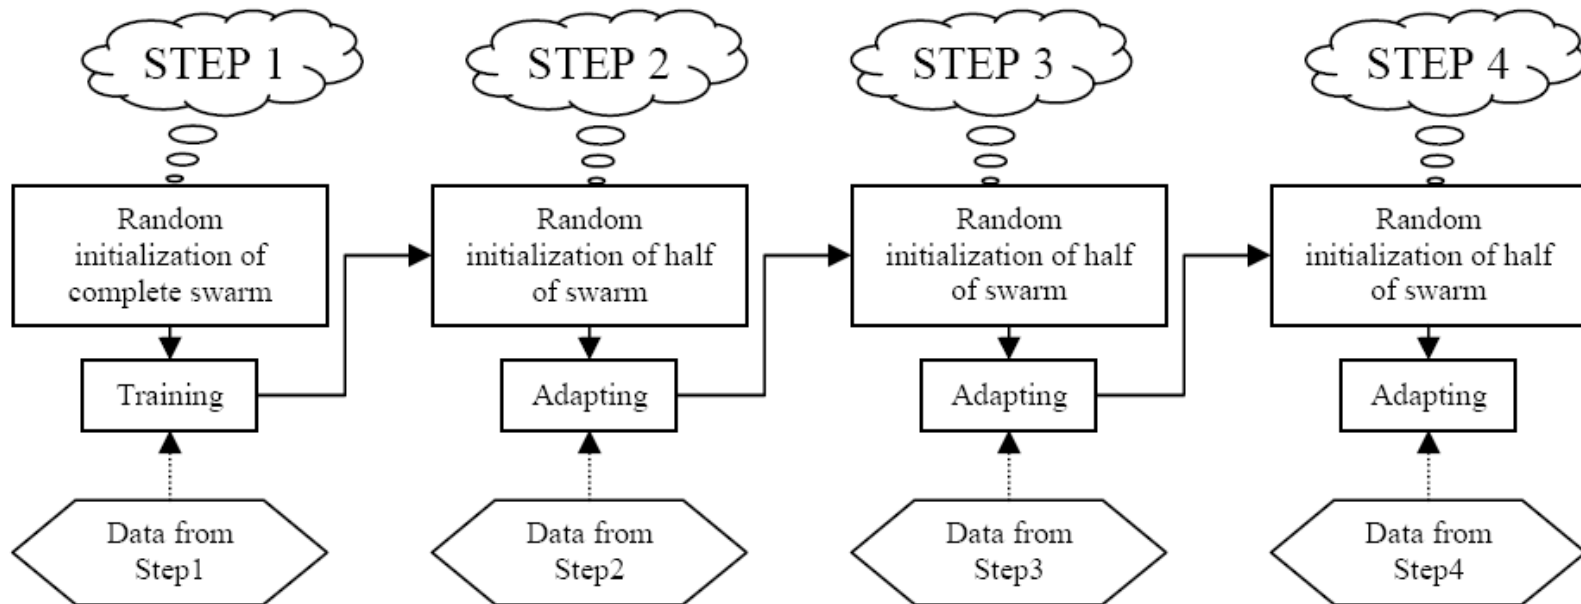 STEP 1
STEP 2
STEP 3
STEP 4
Random
initialization of
complete swarm
Random
initialization of half
of swarm
Random
initialization of half
of swarm
Random
initialization of half
of swarm
Training
Adapting
Adapting
Adapting
Data from
Step1
Data from
Step2
Data from
Step3
Data from
Step4